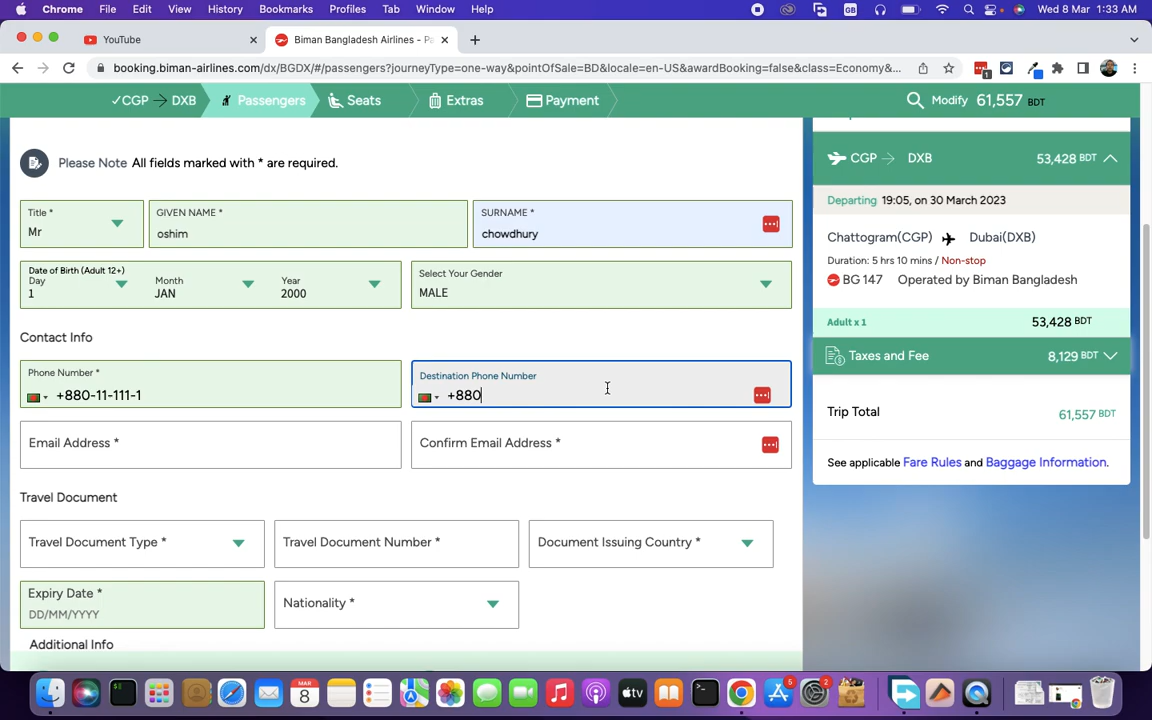 Chrome File Edit View History Bookmarks Profiles Tab Window Help GB Wed 8 Mar 1:33 AM
YouTube Biman Bangladesh Airlines - P
booking.biman-airlines.com/dx/BGDX/#/passengers?journeyType=one-way&pointOfSale=BD&locale=en-US&awardBooking=false&class=Economy&... 1
✓CGP → DXB Passengers Seats Extras Payment Modify 61,557 BDT
Please Note All fields marked with * are required.
CGP → DXB 53,428 BDT
Title *
Mr
GIVEN NAME *
oshim
SURNAME *
chowdhury
Departing 19:05, on 30 March 2023
Chattogram(CGP) Dubai(DXB)
Duration: 5 hrs 10 mins / Non-stop
BG 147 Operated by Biman Bangladesh
Adult x 1 53,428 BDT
Taxes and Fee 8,129 BDT
Trip Total 61,557 BDT
See applicable Fare Rules and Baggage Information.
Date of Birth (Adult 12+)
Day Month Year
1 JAN 2000
Select Your Gender
MALE
Contact Info
Phone Number *
+880-11-111-1
Destination Phone Number
+880
Email Address * Confirm Email Address *
Travel Document
Travel Document Type * Travel Document Number * Document Issuing Country *
Expiry Date *
DD/MM/YYYY
Nationality *
Additional Info
MAR
8
tv
5
2